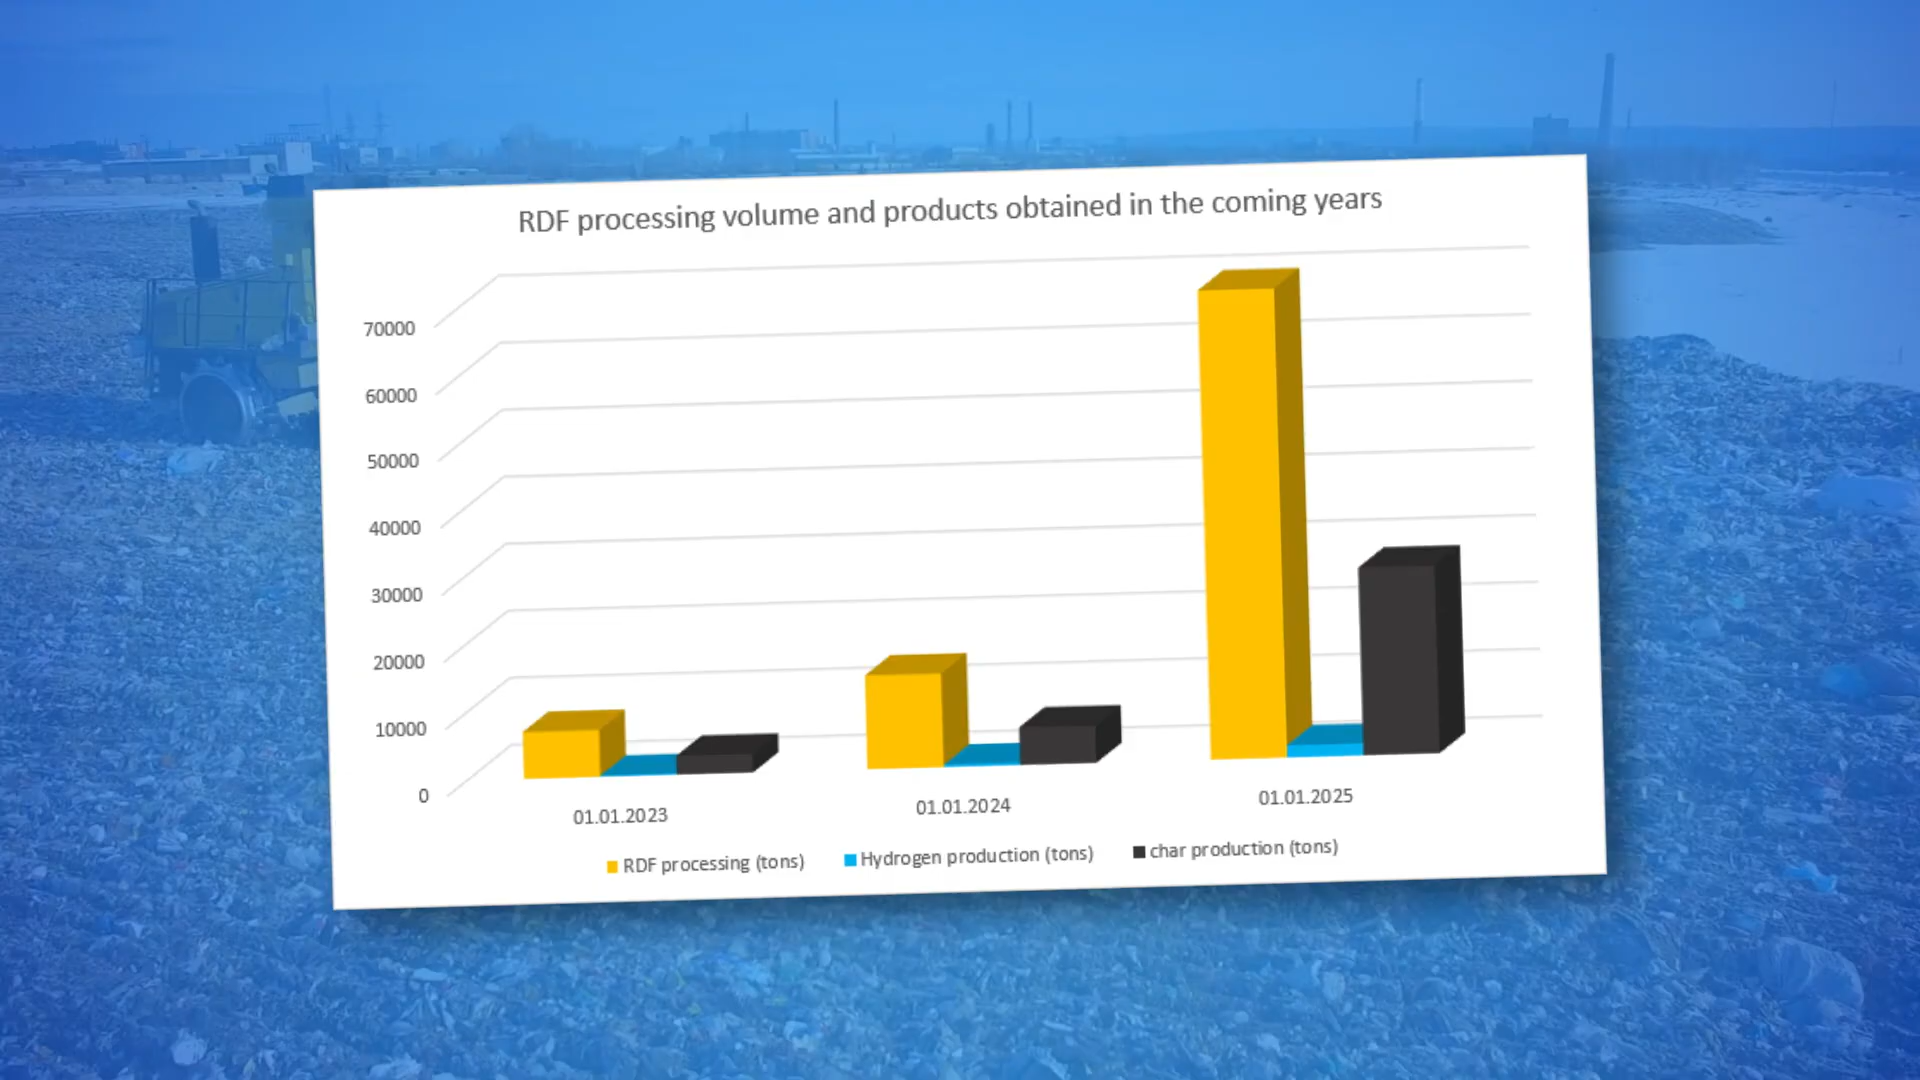 RDF processing volume and products obtained in the coming years
70000
60000
50000
40000
30000
20000
10000
0
01.01.2023
01.01.2024
01.01.2025
RDF processing (tons)
Hydrogen production (tons)
char production (tons)